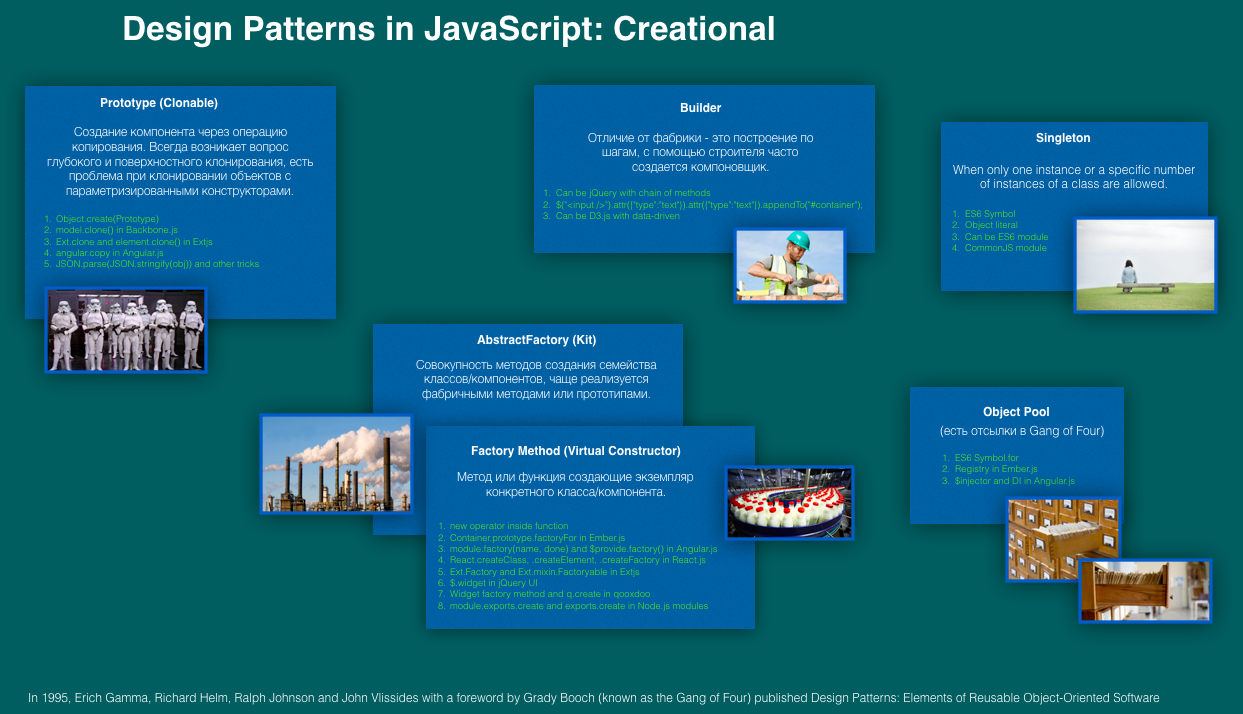 Design Patterns in JavaScript: Creational
Prototype (Clonable)
Создание компонента через операцию
копирования. Всегда возникает вопрос
глубокого и поверхностного клонирования, есть
проблема при клонировании объектов с
параметризированными конструкторами.
1. Object.create(Prototype)
2. model.clone() in Backbone.js
3. Ext.clone and element.clone() in Extjs
4. angular.copy in Angular.js
5. JSON.parse(JSON.stringify(obj)) and other tricks
Builder
Отличие от фабрики - это построение по
шагам, с помощью строителя часто
создается компоновщик.
1. Can be jQuery with chain of methods
2. $("<input />").attr({"type":"text"}).attr({"type":"text"}).appendTo("#container");
3. Can be D3.js with data-driven
Singleton
When only one instance or a specific number
of instances of a class are allowed.
1. ES6 Symbol
2. Object literal
3. Can be ES6 module
4. CommonJS module
AbstractFactory (Kit)
Совокупность методов создания семейства
классов/компонентов, чаще реализуется
фабричными методами или прототипами.
Factory Method (Virtual Constructor)
Метод или функция создающие экземпляр
конкретного класса/компонента.
1. new operator inside function
2. Container.prototype.factoryFor in Ember.js
3. module.factory(name, done) and $provide.factory() in Angular.js
4. React.createClass, .createElement, .createFactory in React.js
5. Ext.Factory and Ext.mixin.Factoryable in Extjs
6. $.widget in jQuery UI
7. Widget factory method and q.create in qooxdoo
8. module.exports.create and exports.create in Node.js modules
Object Pool
(есть отсылки в Gang of Four)
1. ES6 Symbol.for
2. Registry in Ember.js
3. $injector and DI in Angular.js
In 1995, Erich Gamma, Richard Helm, Ralph Johnson and John Vlissides with a foreword by Grady Booch (known as the Gang of Four) published Design Patterns: Elements of Reusable Object-Oriented Software